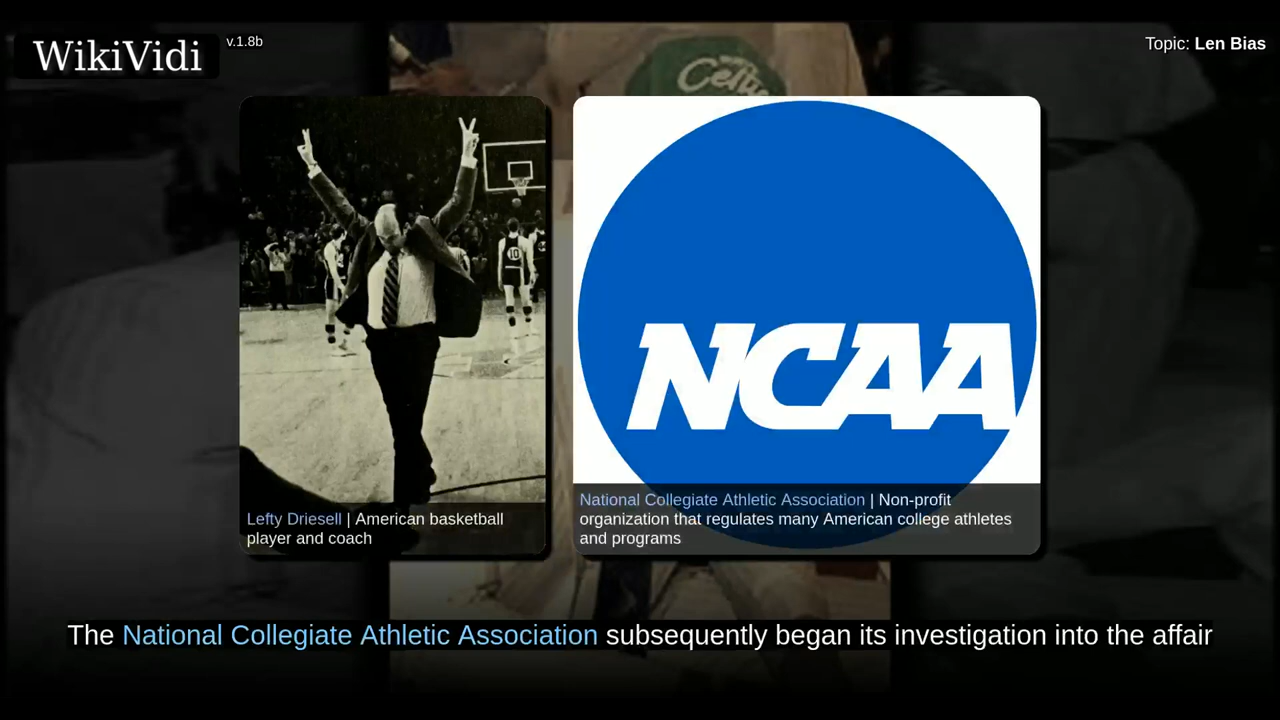 WikiVidi v.1.8b
Topic: Len Bias
Celtic
10
NCAA
Lefty Driesell | American basketball
player and coach
National Collegiate Athletic Association | Non-profit
organization that regulates many American college athletes
and programs
The National Collegiate Athletic Association subsequently began its investigation into the affair